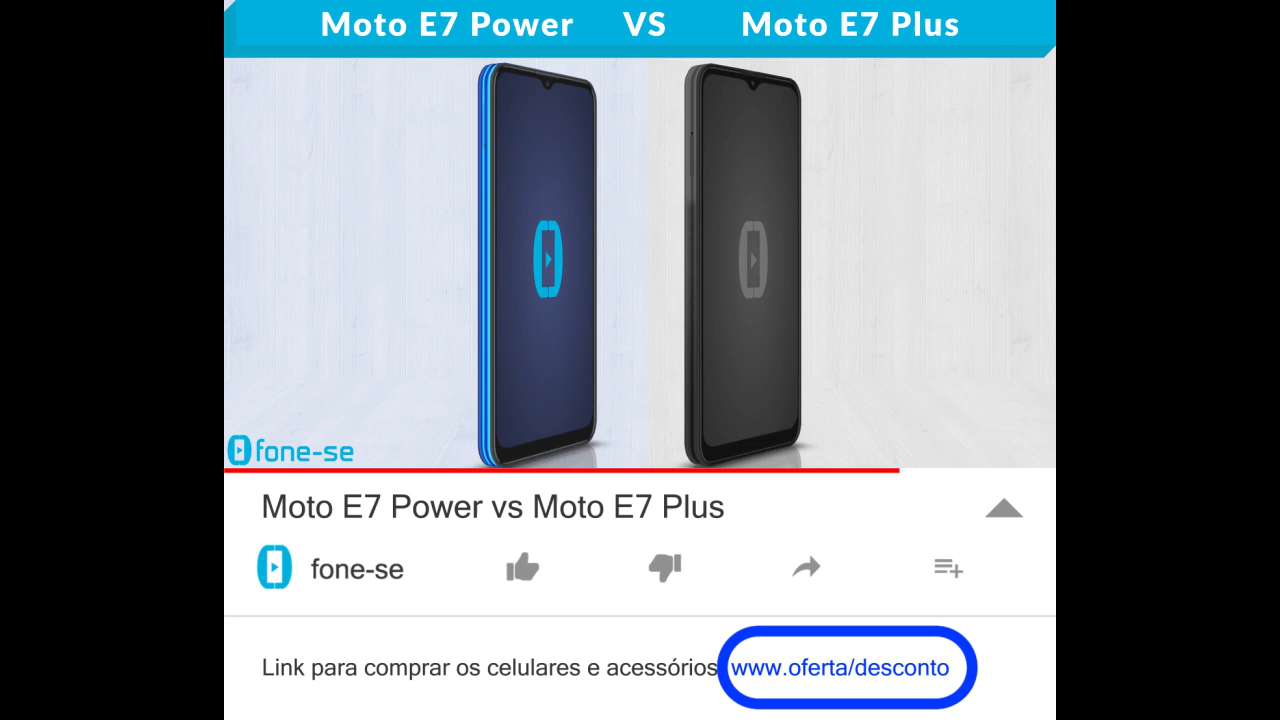 Moto E7 Power VS Moto E7 Plus
fone-se
Moto E7 Power vs Moto E7 Plus
fone-se
Link para comprar os celulares e acessórios www.oferta/desconto